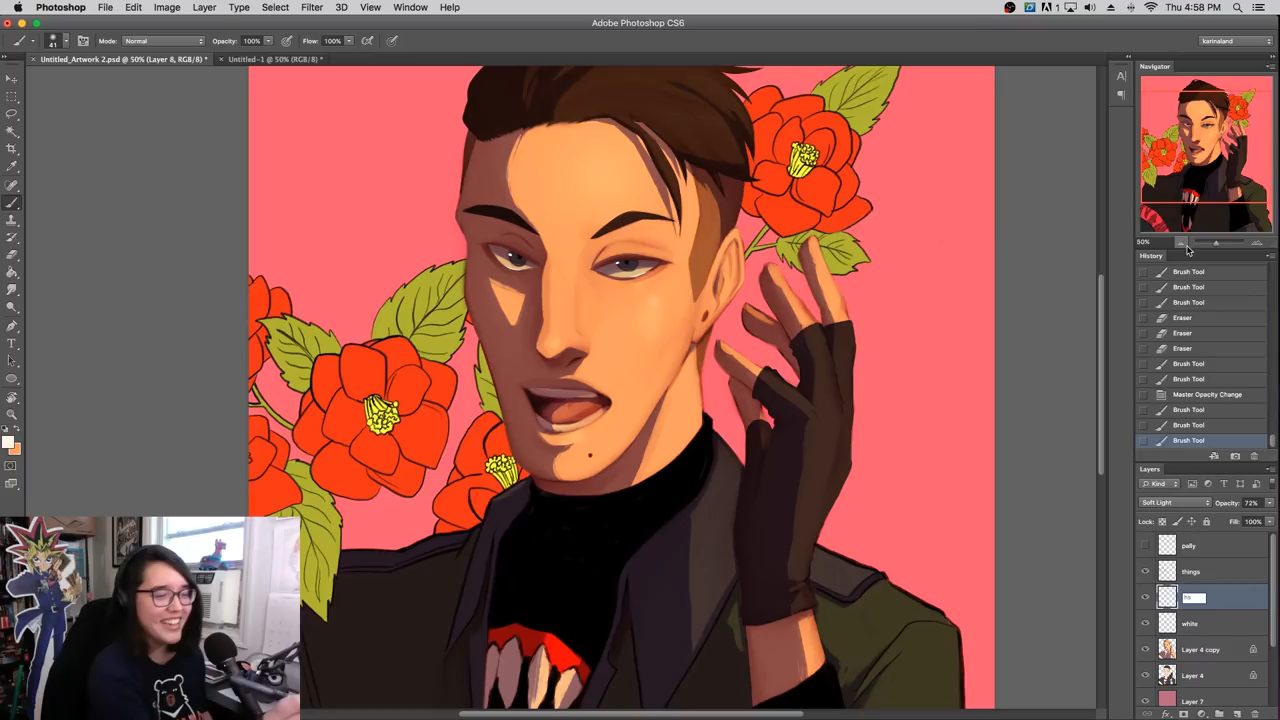 Photoshop File Edit Image Layer Type Select Filter 3D View Window Help
1
Thu 4:58 PM
Adobe Photoshop CS6
41
Mode: Normal Opacity: 100% Flow: 100%
karinaland
Untitled_Artwork 2.psd @ 50% (Layer 8, RGB/8) *
Untitled-1 @ 50% (RGB/8) *
Navigator
50%
History
Brush Tool
Brush Tool
Brush Tool
Eraser
Eraser
Eraser
Brush Tool
Brush Tool
Master Opacity Change
Brush Tool
Brush Tool
Brush Tool
Layers
Kind
Soft Light Opacity: 72%
Lock: Fill: 100%
pally
things
white
Layer 4 copy
Layer 4
Layer 7